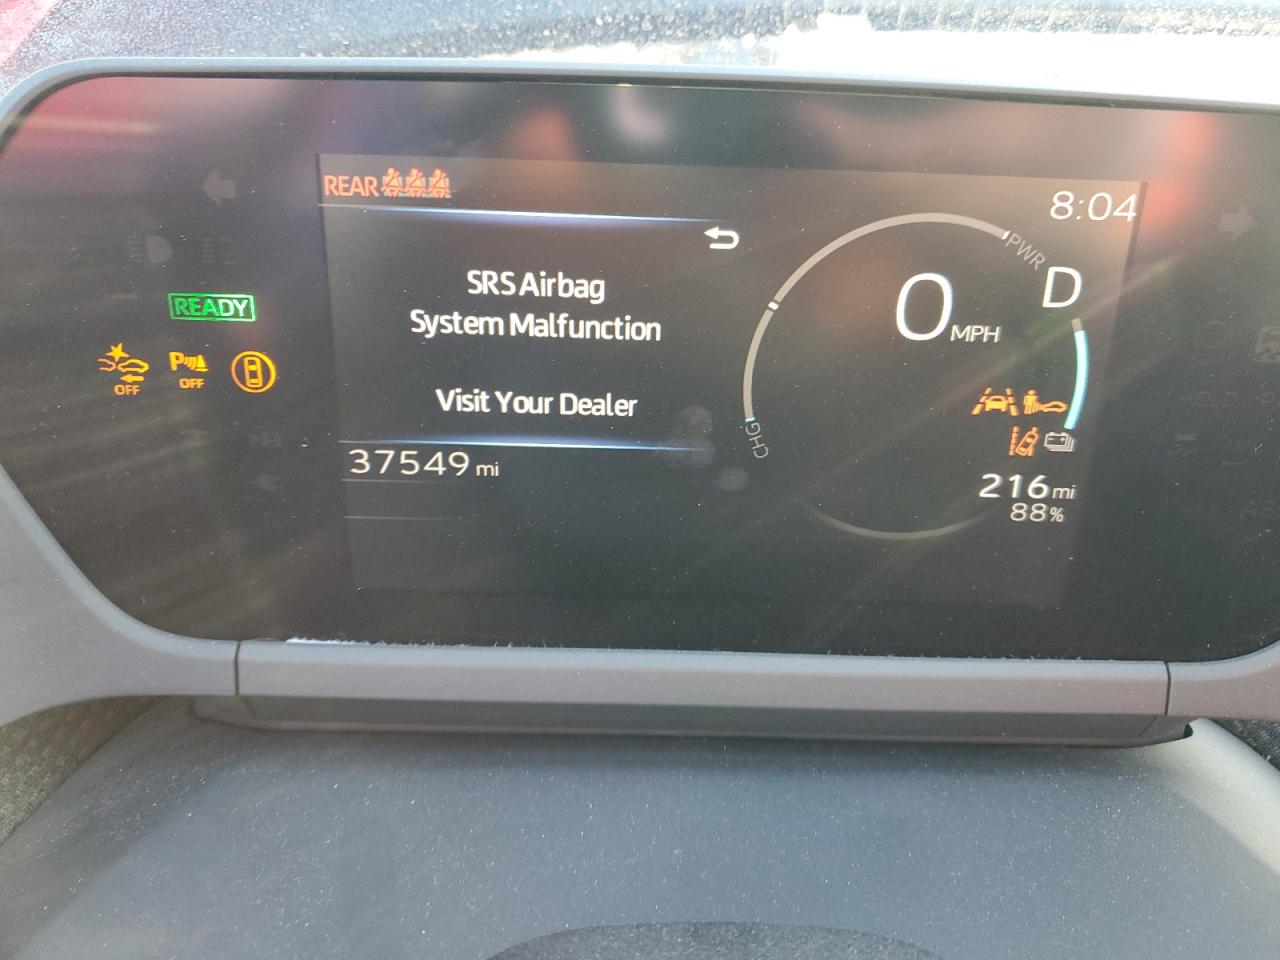 REAR
8:04
SRS Airbag
System Malfunction
Visit Your Dealer
PWR
D
0 MPH
READY
OFF
P
OFF
CHG
37549 mi
216 mi
88%